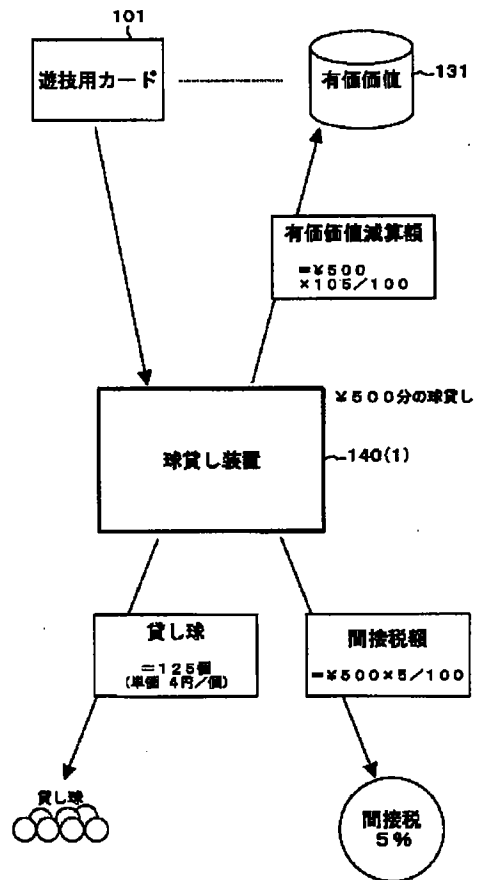 101
遊技用カード
有価価値
131
有価価値減算額
=¥500
×105/100
¥500分の球貸し
球貸し装置
140(1)
貸し球
=125個
(単価 4円/個)
間接税額
=¥500×5/100
貸し球
間接税
5%